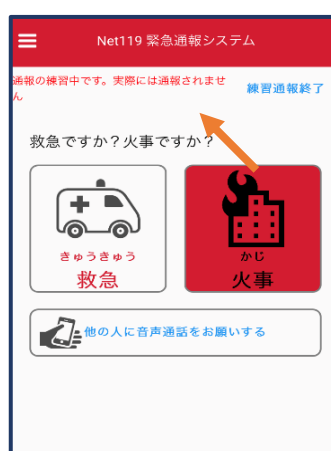 Net119 緊急通報システム
通報の練習中です。実際には通報されませ
ん
練習通報終了
救急ですか？火事ですか？
きゅうきゅう
救急
かじ
火事
他の人に音声通話をお願いする